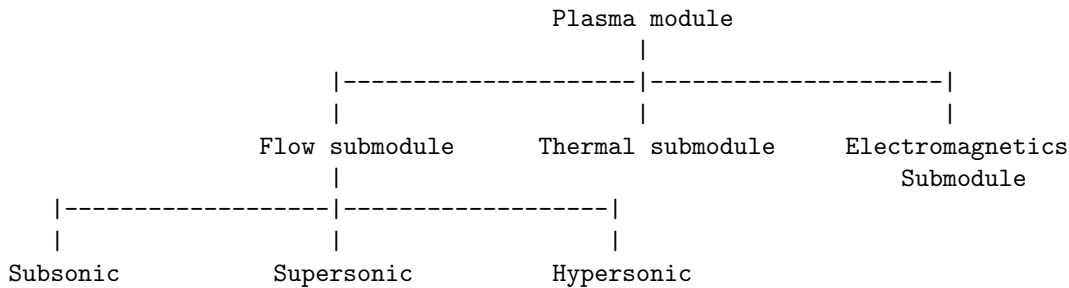 Plasma module
Flow submodule Thermal submodule Electromagnetics
Submodule
Subsonic Supersonic Hypersonic